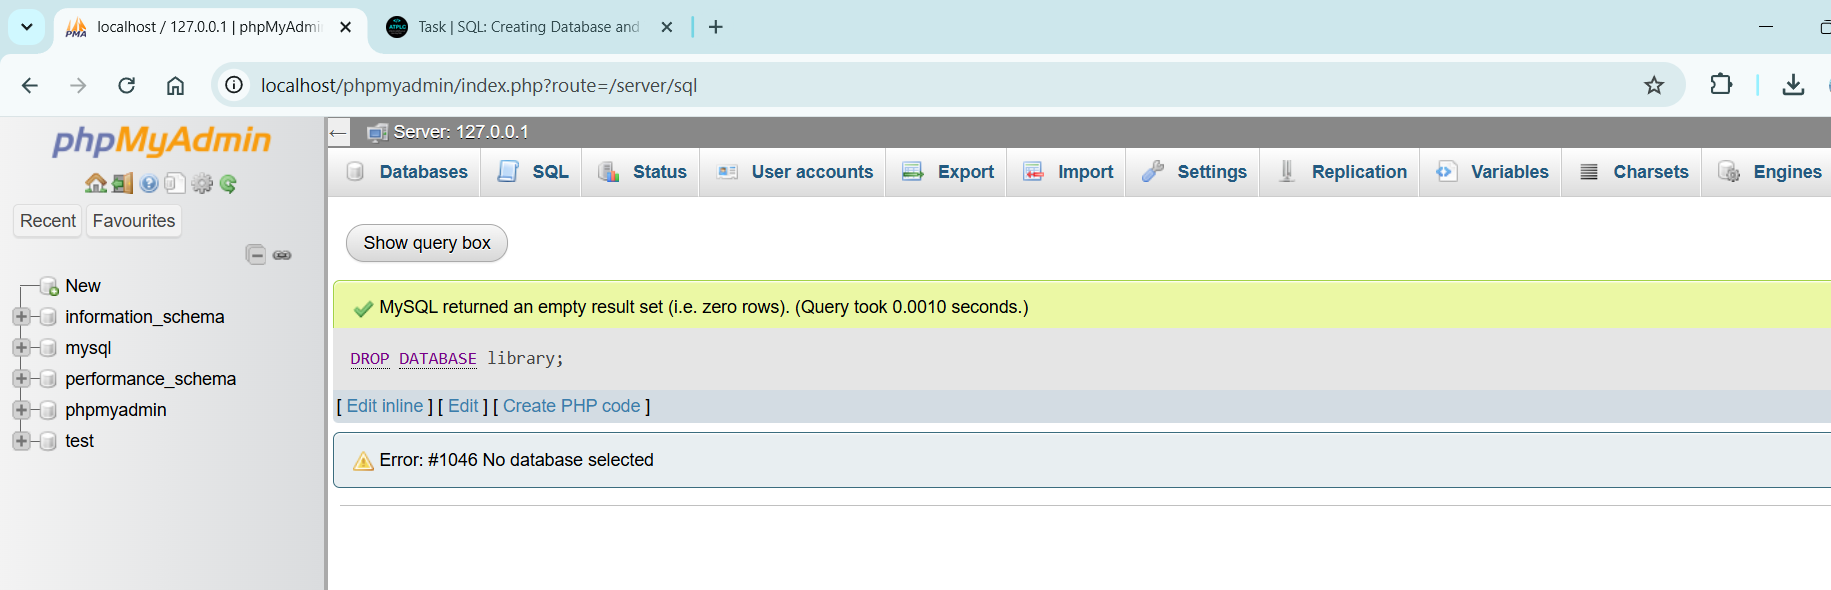 localhost / 127.0.0.1 | phpMyAdmi
Task | SQL: Creating Database and
localhost/phpmyadmin/index.php?route=/server/sql
phpMyAdmin
Recent Favourites
New
information_schema
mysql
performance_schema
phpmyadmin
test
Server: 127.0.0.1
Databases SQL Status User accounts Export Import Settings Replication Variables Charsets Engines
Show query box
MySQL returned an empty result set (i.e. zero rows). (Query took 0.0010 seconds.)
DROP DATABASE library;
[ Edit inline ] [ Edit ] [ Create PHP code ]
Error: #1046 No database selected